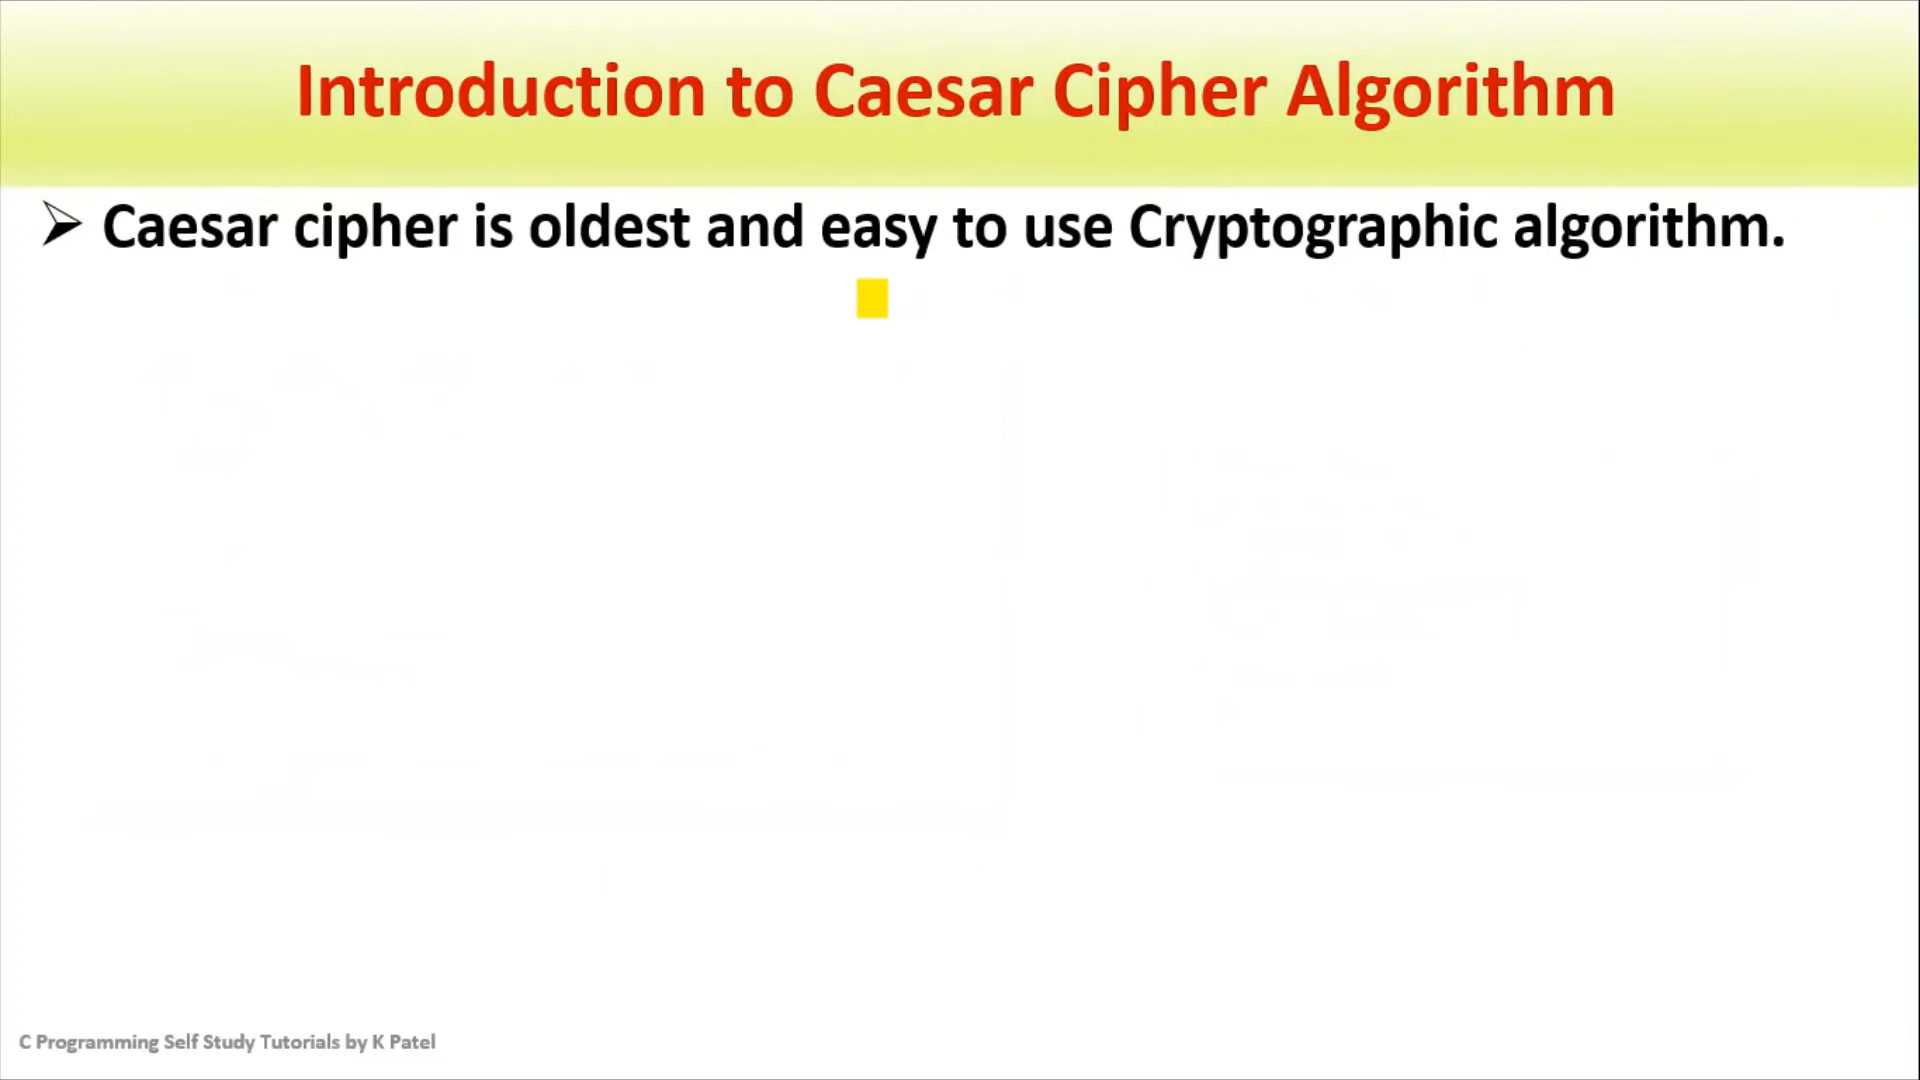 Introduction to Caesar Cipher Algorithm
➢ Caesar cipher is oldest and easy to use Cryptographic algorithm.
C Programming Self Study Tutorials by K Patel